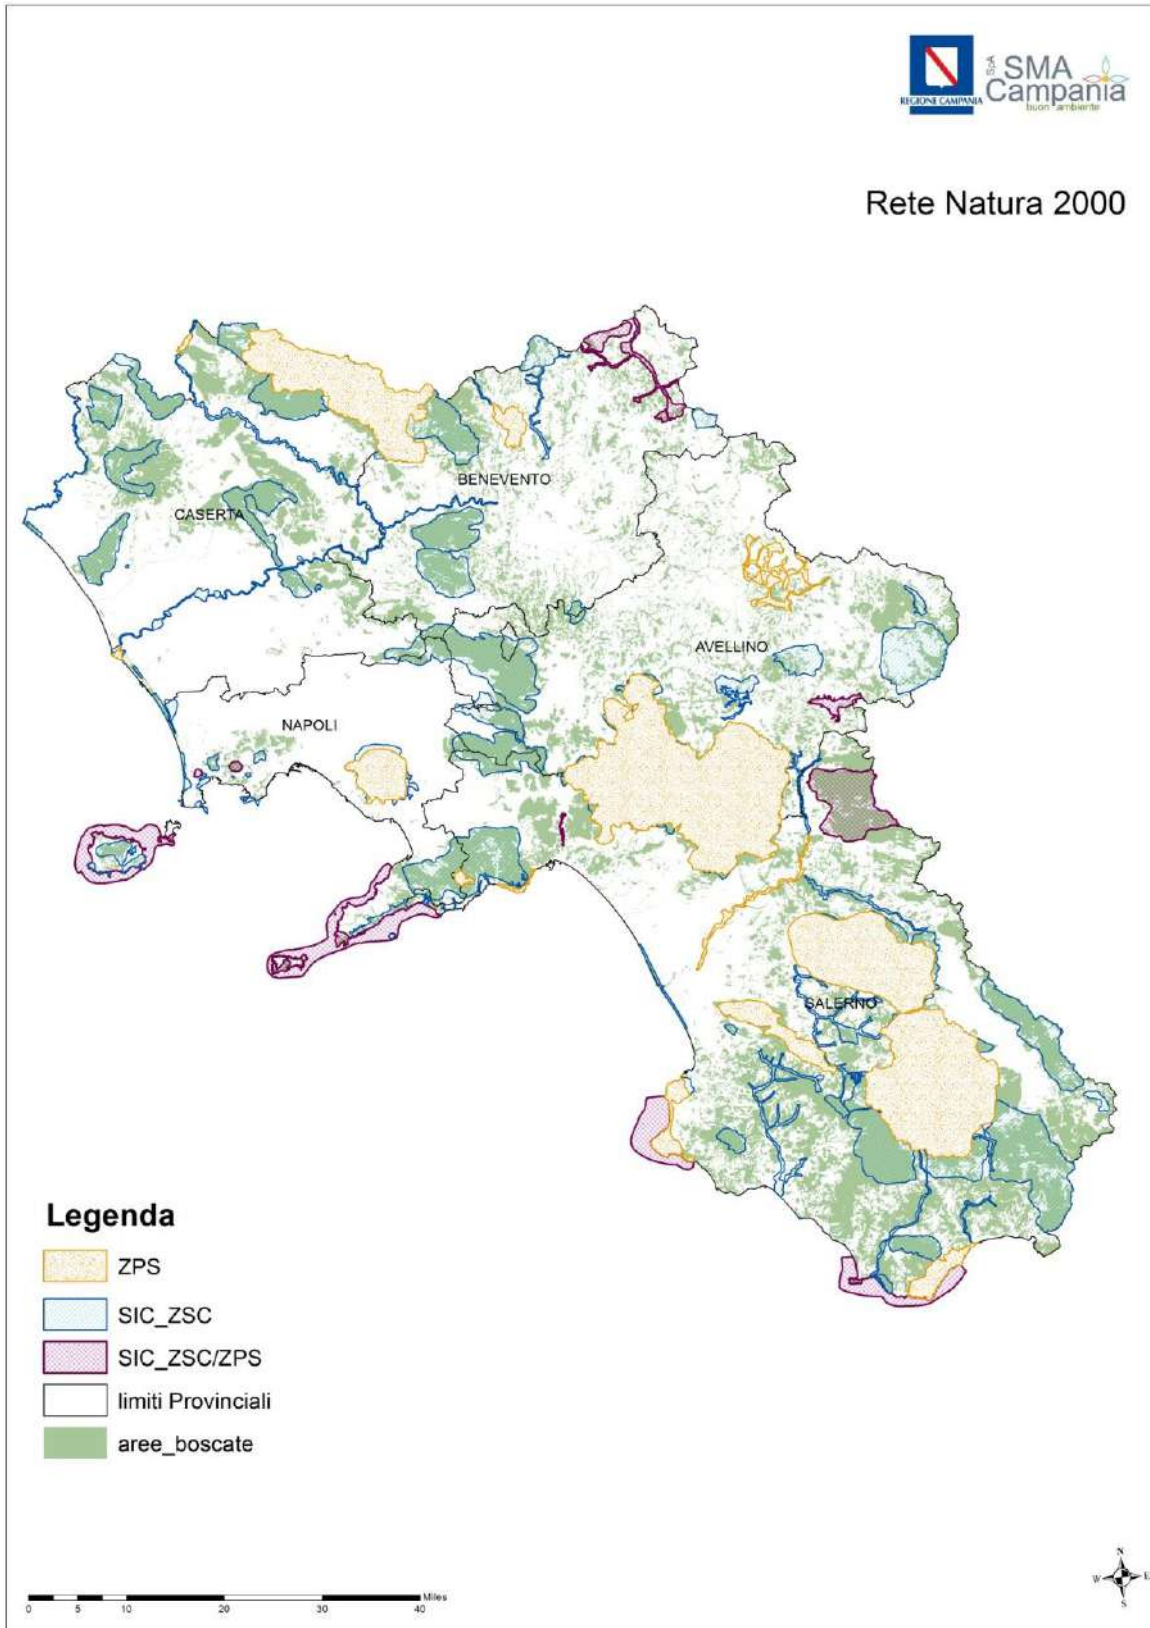 REGIONE CAMPANIA
SpA
SMA
Campania
buon ambiente
Rete Natura 2000
BENEVENTO
CASERTA
AVELLINO
NAPOLI
SALERNO
Legenda
ZPS
SIC_ZSC
SIC_ZSC/ZPS
limiti Provinciali
aree_boscate
Miles
0 5 10 20 30 40
N
W E
S